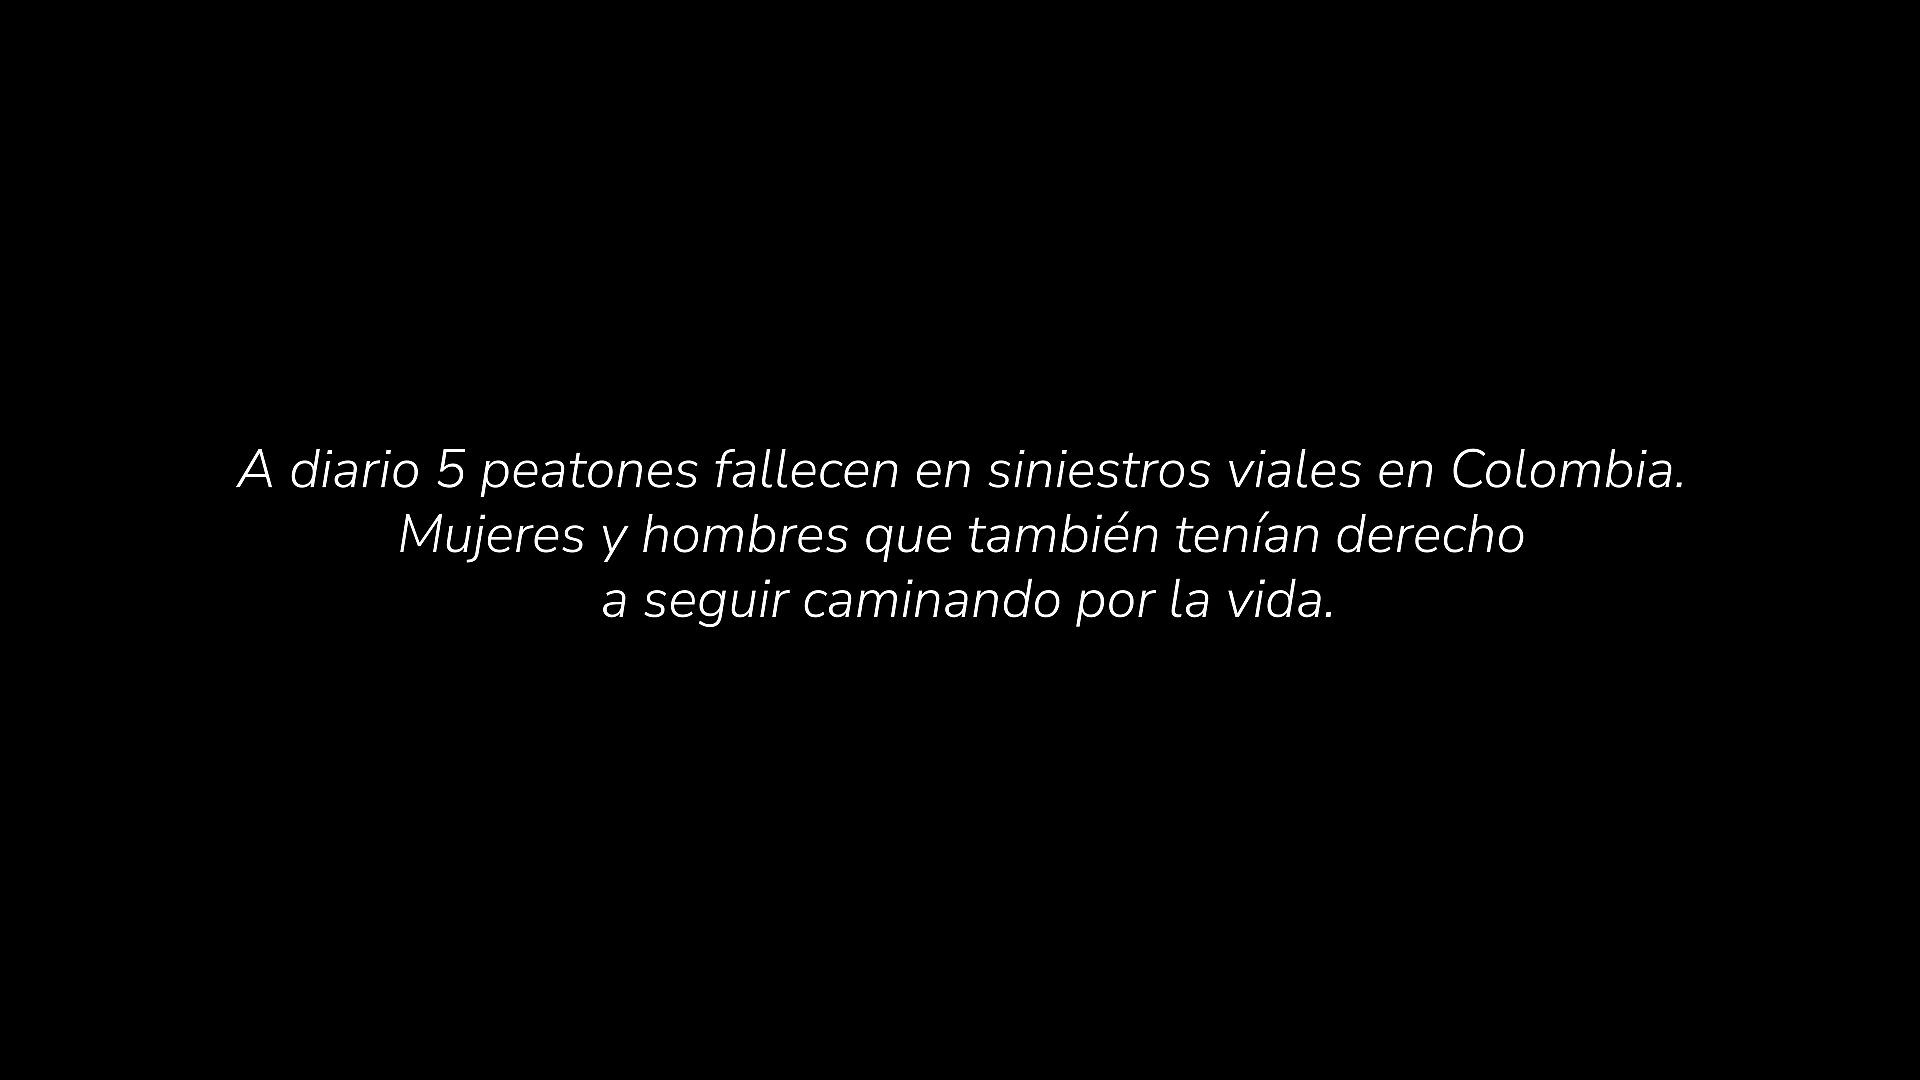 A diario 5 peatones fallecen en siniestros viales en Colombia.
Mujeres y hombres que también tenían derecho
a seguir caminando por la vida.